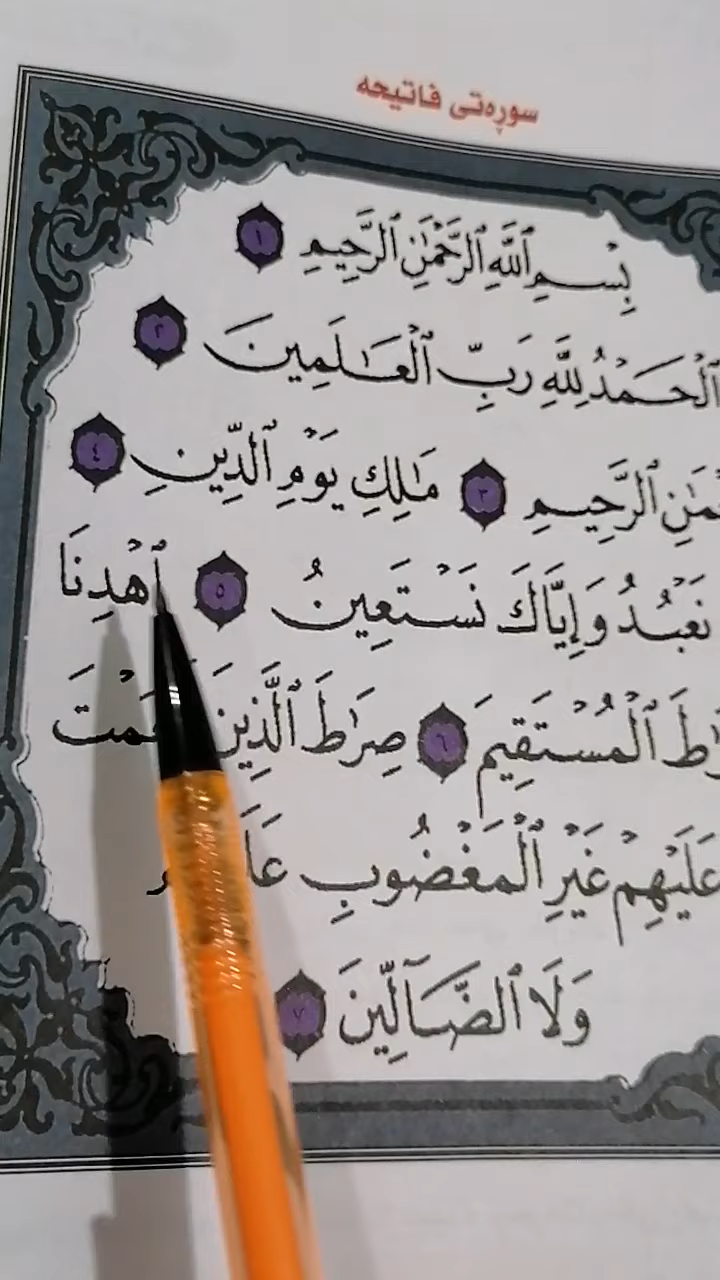 سورەتی فاتیحە
بِسْمِ ٱللَّهِ ٱلرَّحْمَٰنِ ٱلرَّحِيمِ ١
ٱلْحَمْدُ لِلَّهِ رَبِّ ٱلْعَـٰلَمِينَ ٢
ٱلرَّحِيمِ ٣ مَـٰلِكِ يَوْمِ ٱلدِّينِ ٤
نَعْبُدُ وَإِيَّاكَ نَسْتَعِينُ ٥ ٱهْدِنَا
ٱلْمُسْتَقِيمَ ٦ صِرَٰطَ ٱلَّذِينَ
عَلَيْهِمْ غَيْرِ ٱلْمَغْضُوبِ
وَلَا ٱلضَّآلِّينَ ٧